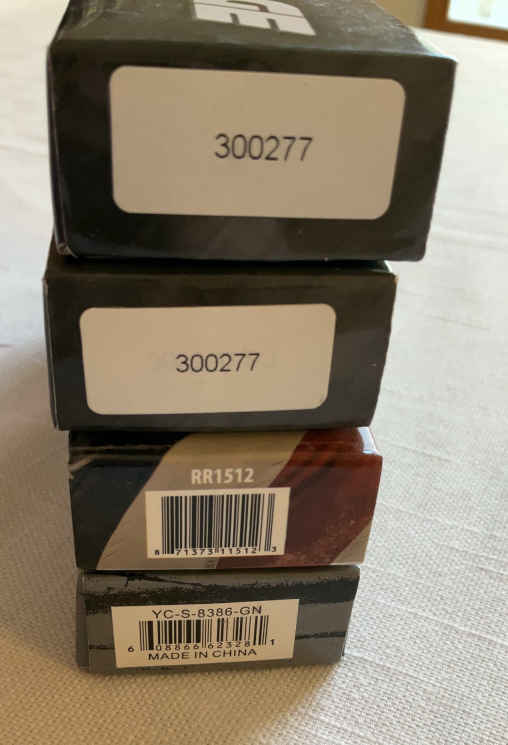 300277
300277
RR1512
8 71373 11512 3
YC-S-8386-GN
6 08866 62328 1
MADE IN CHINA